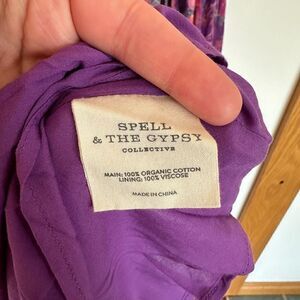 SPELL
& THE GYPSY
COLLECTIVE
MAIN: 100% ORGANIC COTTON
LINING: 100% VISCOSE
MADE IN CHINA